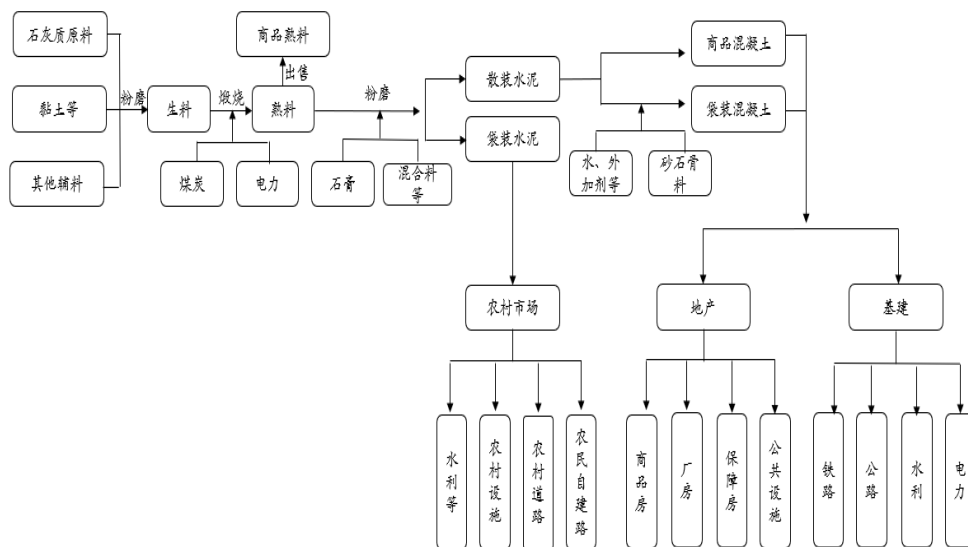 石灰质原料
黏土等
其他辅料
粉磨
生料
煅烧
煤炭
电力
熟料
出售
商品熟料
粉磨
石膏
混合料
等
散装水泥
袋装水泥
水、外
加剂等
砂石骨
料
商品混凝土
袋装混凝土
农村市场
地产
基建
水利等
农村设施
农村道路
农民自建路
商品房
厂房
保障房
公共设施
铁路
公路
水利
电力